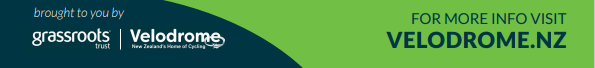 brought to you by
grassroots
trust
Velodrome
New Zealand's Home of Cycling
FOR MORE INFO VISIT
VELODROME.NZ